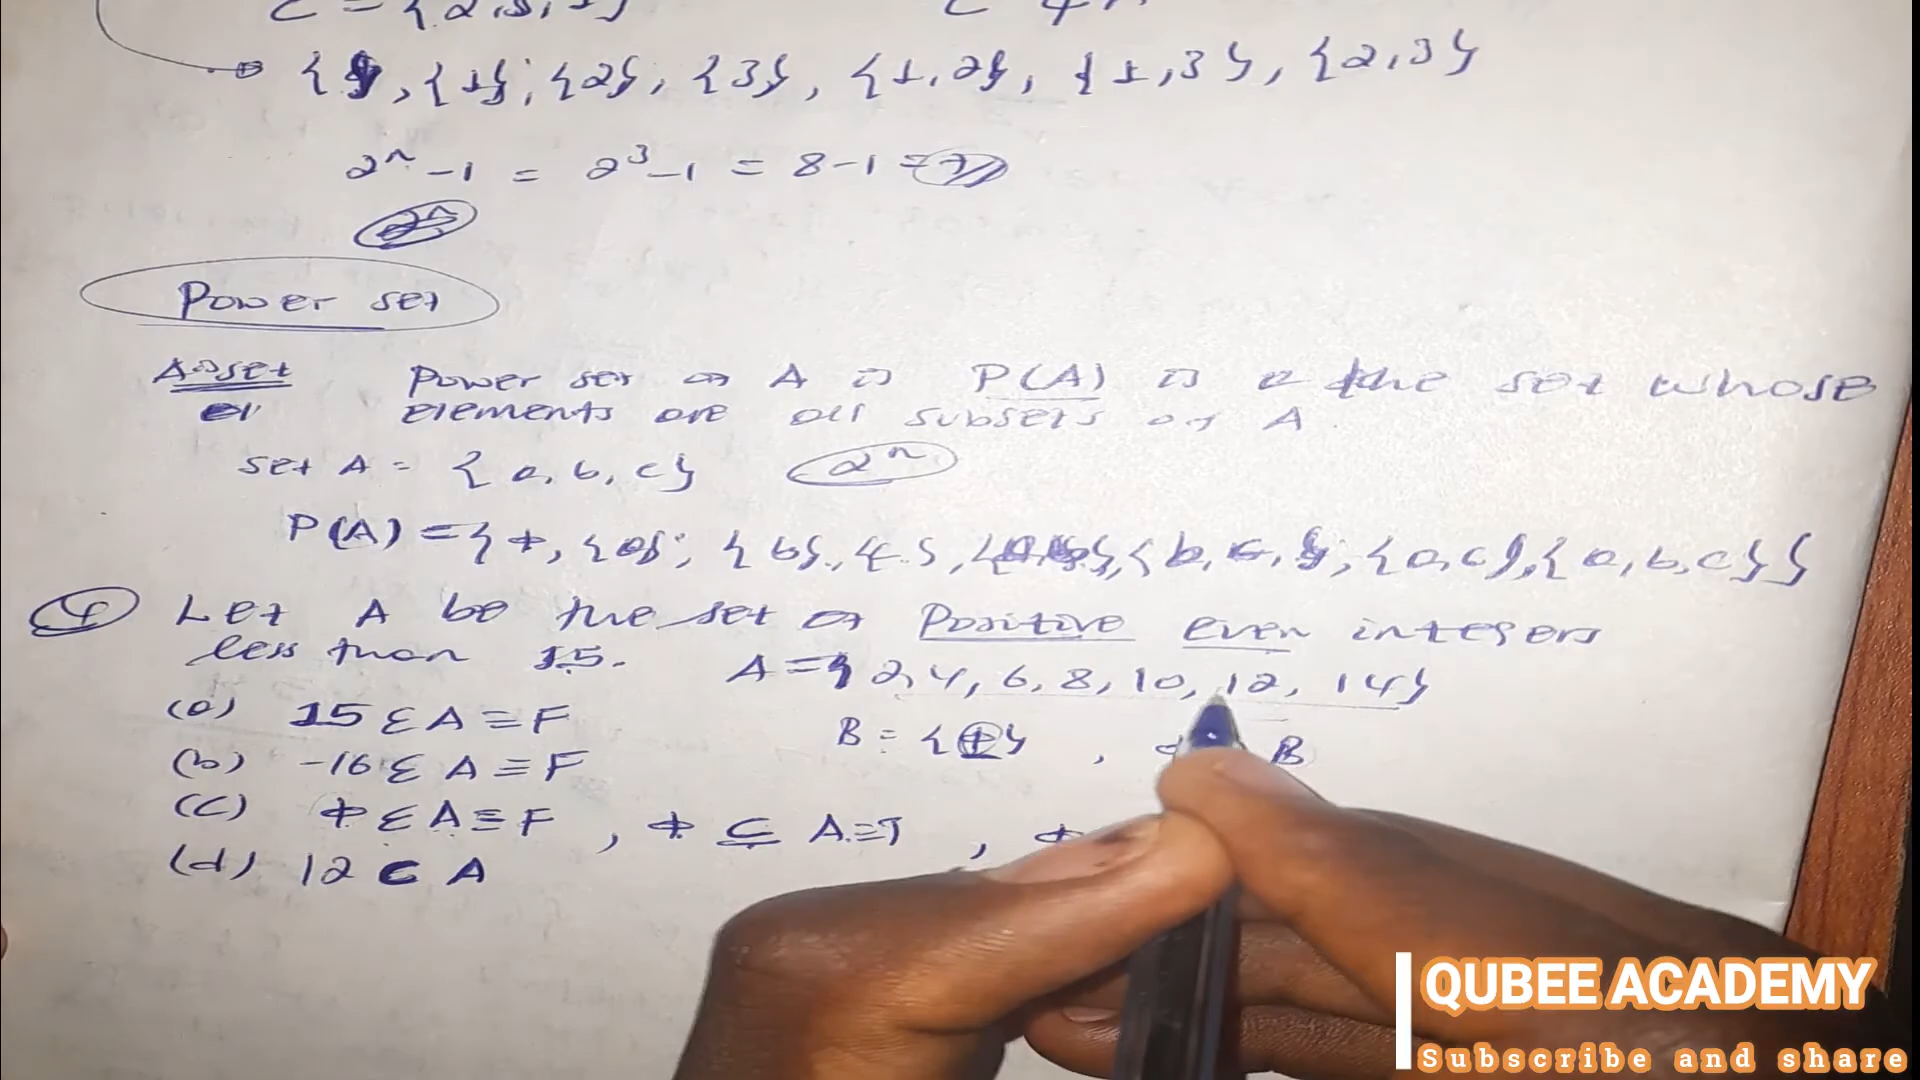 C = {2,3,
{ }, {1}, {2}, {3}, {1,2}, {1,3}, {2,3}
2ⁿ-1 = 2³-1 = 8-1 = 7
2ⁿ
Power set
A set Power set of A is P(A) is the set whose
elements are all subsets of A.
set A = {a, b, c} 2ⁿ
P(A) = {ϕ, {a}, {b}, { }, {b, c, }, {a,c}, {a,b,c}}
Let A be the set of Positive even integers
less than 15. A = {2,4, 6, 8, 10, 12, 14}
(a) 15 ∈ A ≡ F
B = {ϕ} , B
(b) -16 ∈ A ≡ F
(c) ϕ ∈ A ≡ F , ϕ ⊆ A ≡ T , ϕ
(d) 12 ⊂ A
QUBEE ACADEMY
Subscribe and share